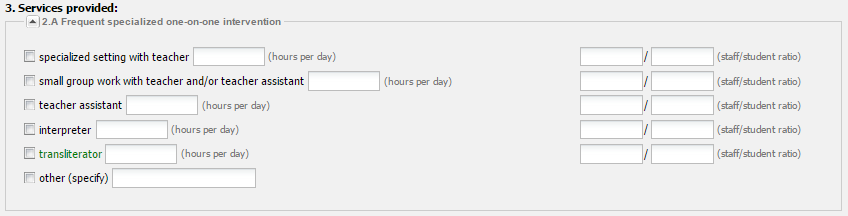 3. Services provided:
2.A Frequent specialized one-on-one intervention
specialized setting with teacher (hours per day) / (staff/student ratio)
small group work with teacher and/or teacher assistant (hours per day) / (staff/student ratio)
teacher assistant (hours per day) / (staff/student ratio)
interpreter (hours per day) / (staff/student ratio)
transliterator (hours per day) / (staff/student ratio)
other (specify)